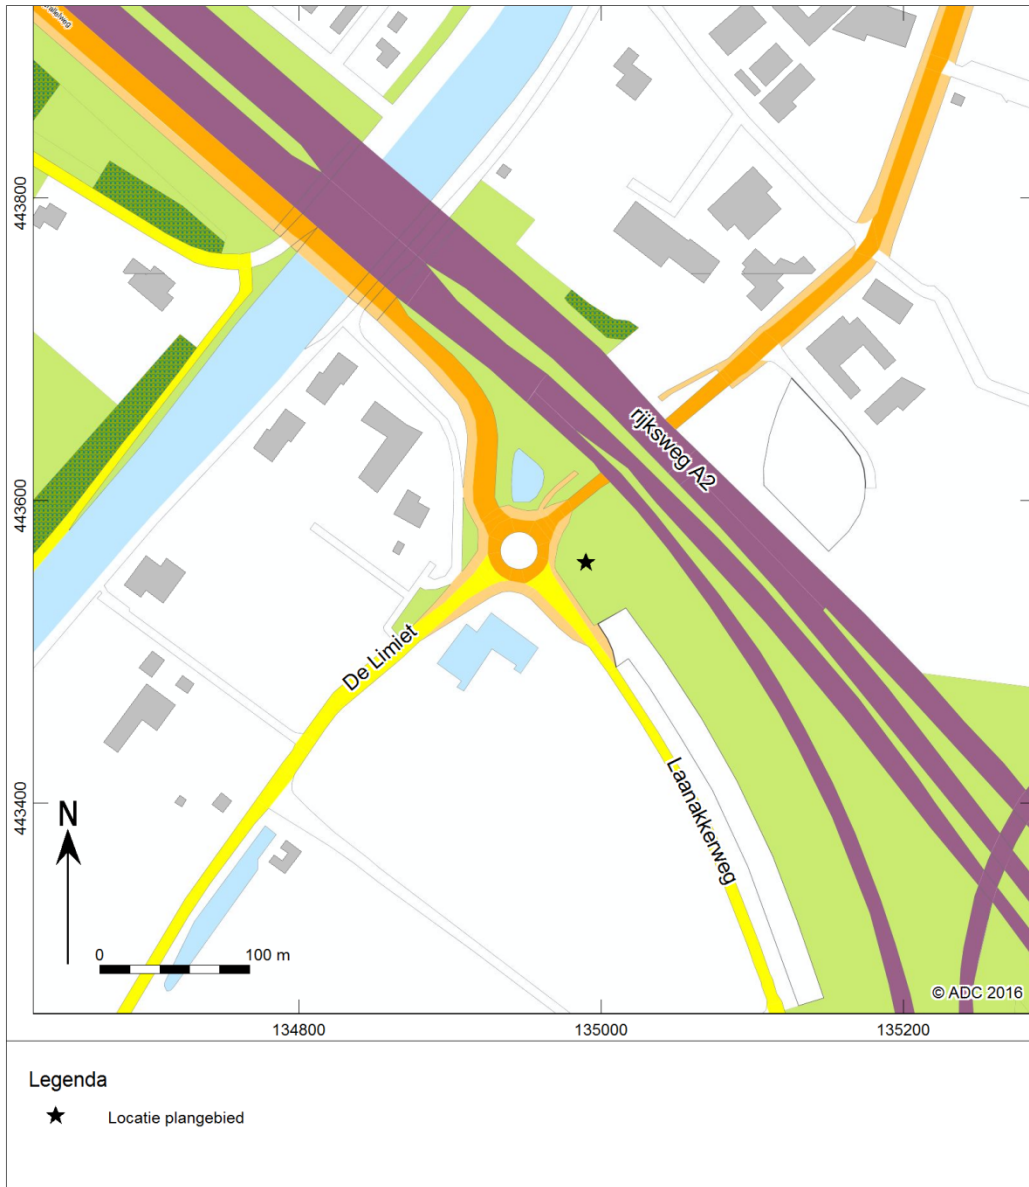 443800
443600
443400
rijksweg A2
De Limiet
Laanakkerweg
N
0 100 m
© ADC 2016
134800 135000 135200
Legenda
Locatie plangebied